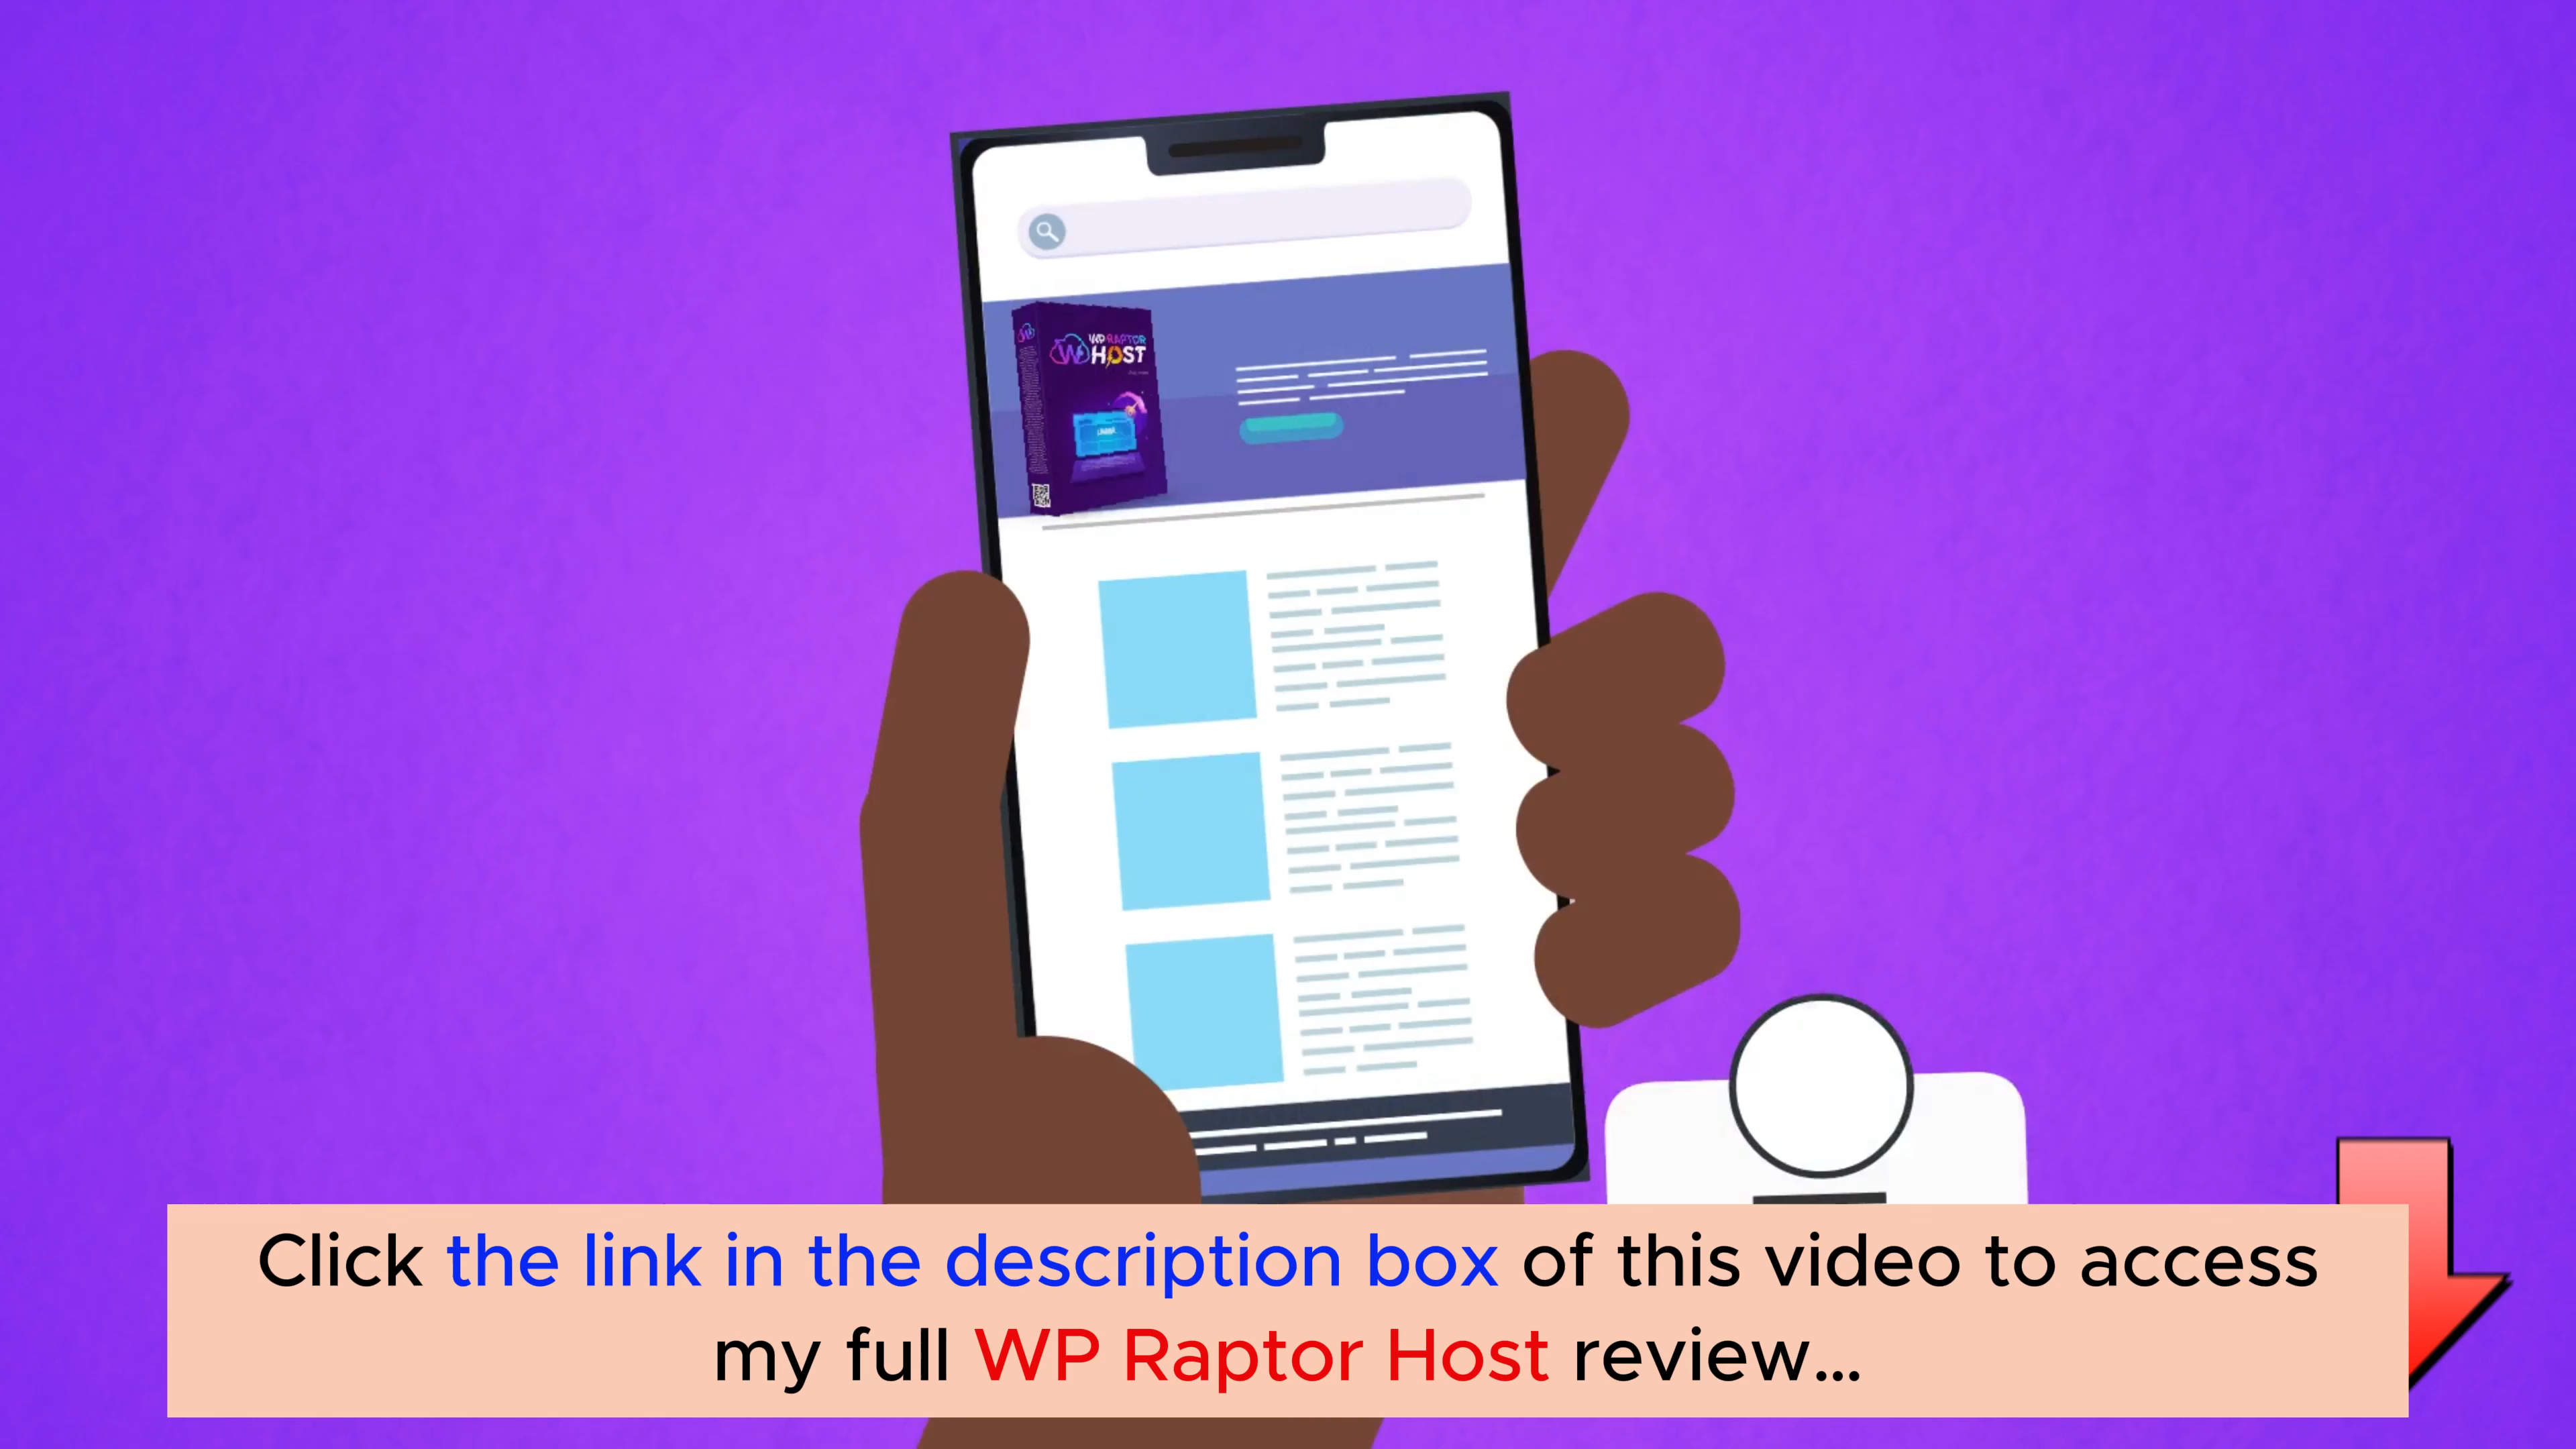 WP RAPTOR
HOST
Click the link in the description box of this video to access
my full WP Raptor Host review...